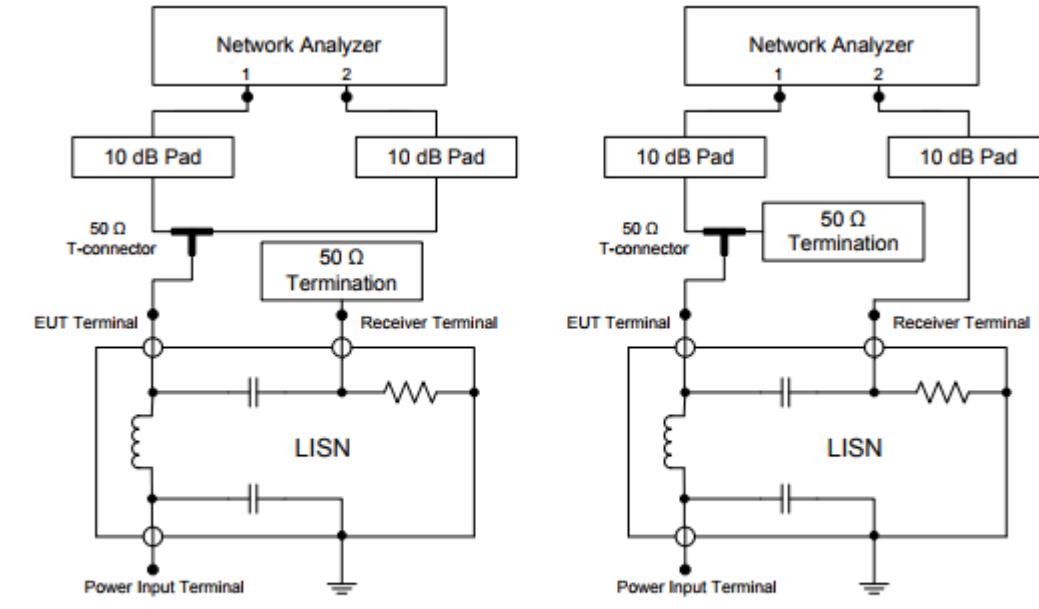 Network Analyzer
1 2
10 dB Pad
10 dB Pad
50 Ω
T-connector
50 Ω
Termination
EUT Terminal
Receiver Terminal
LISN
Power Input Terminal
Network Analyzer
1 2
10 dB Pad
10 dB Pad
50 Ω
T-connector
50 Ω
Termination
EUT Terminal
Receiver Terminal
LISN
Power Input Terminal